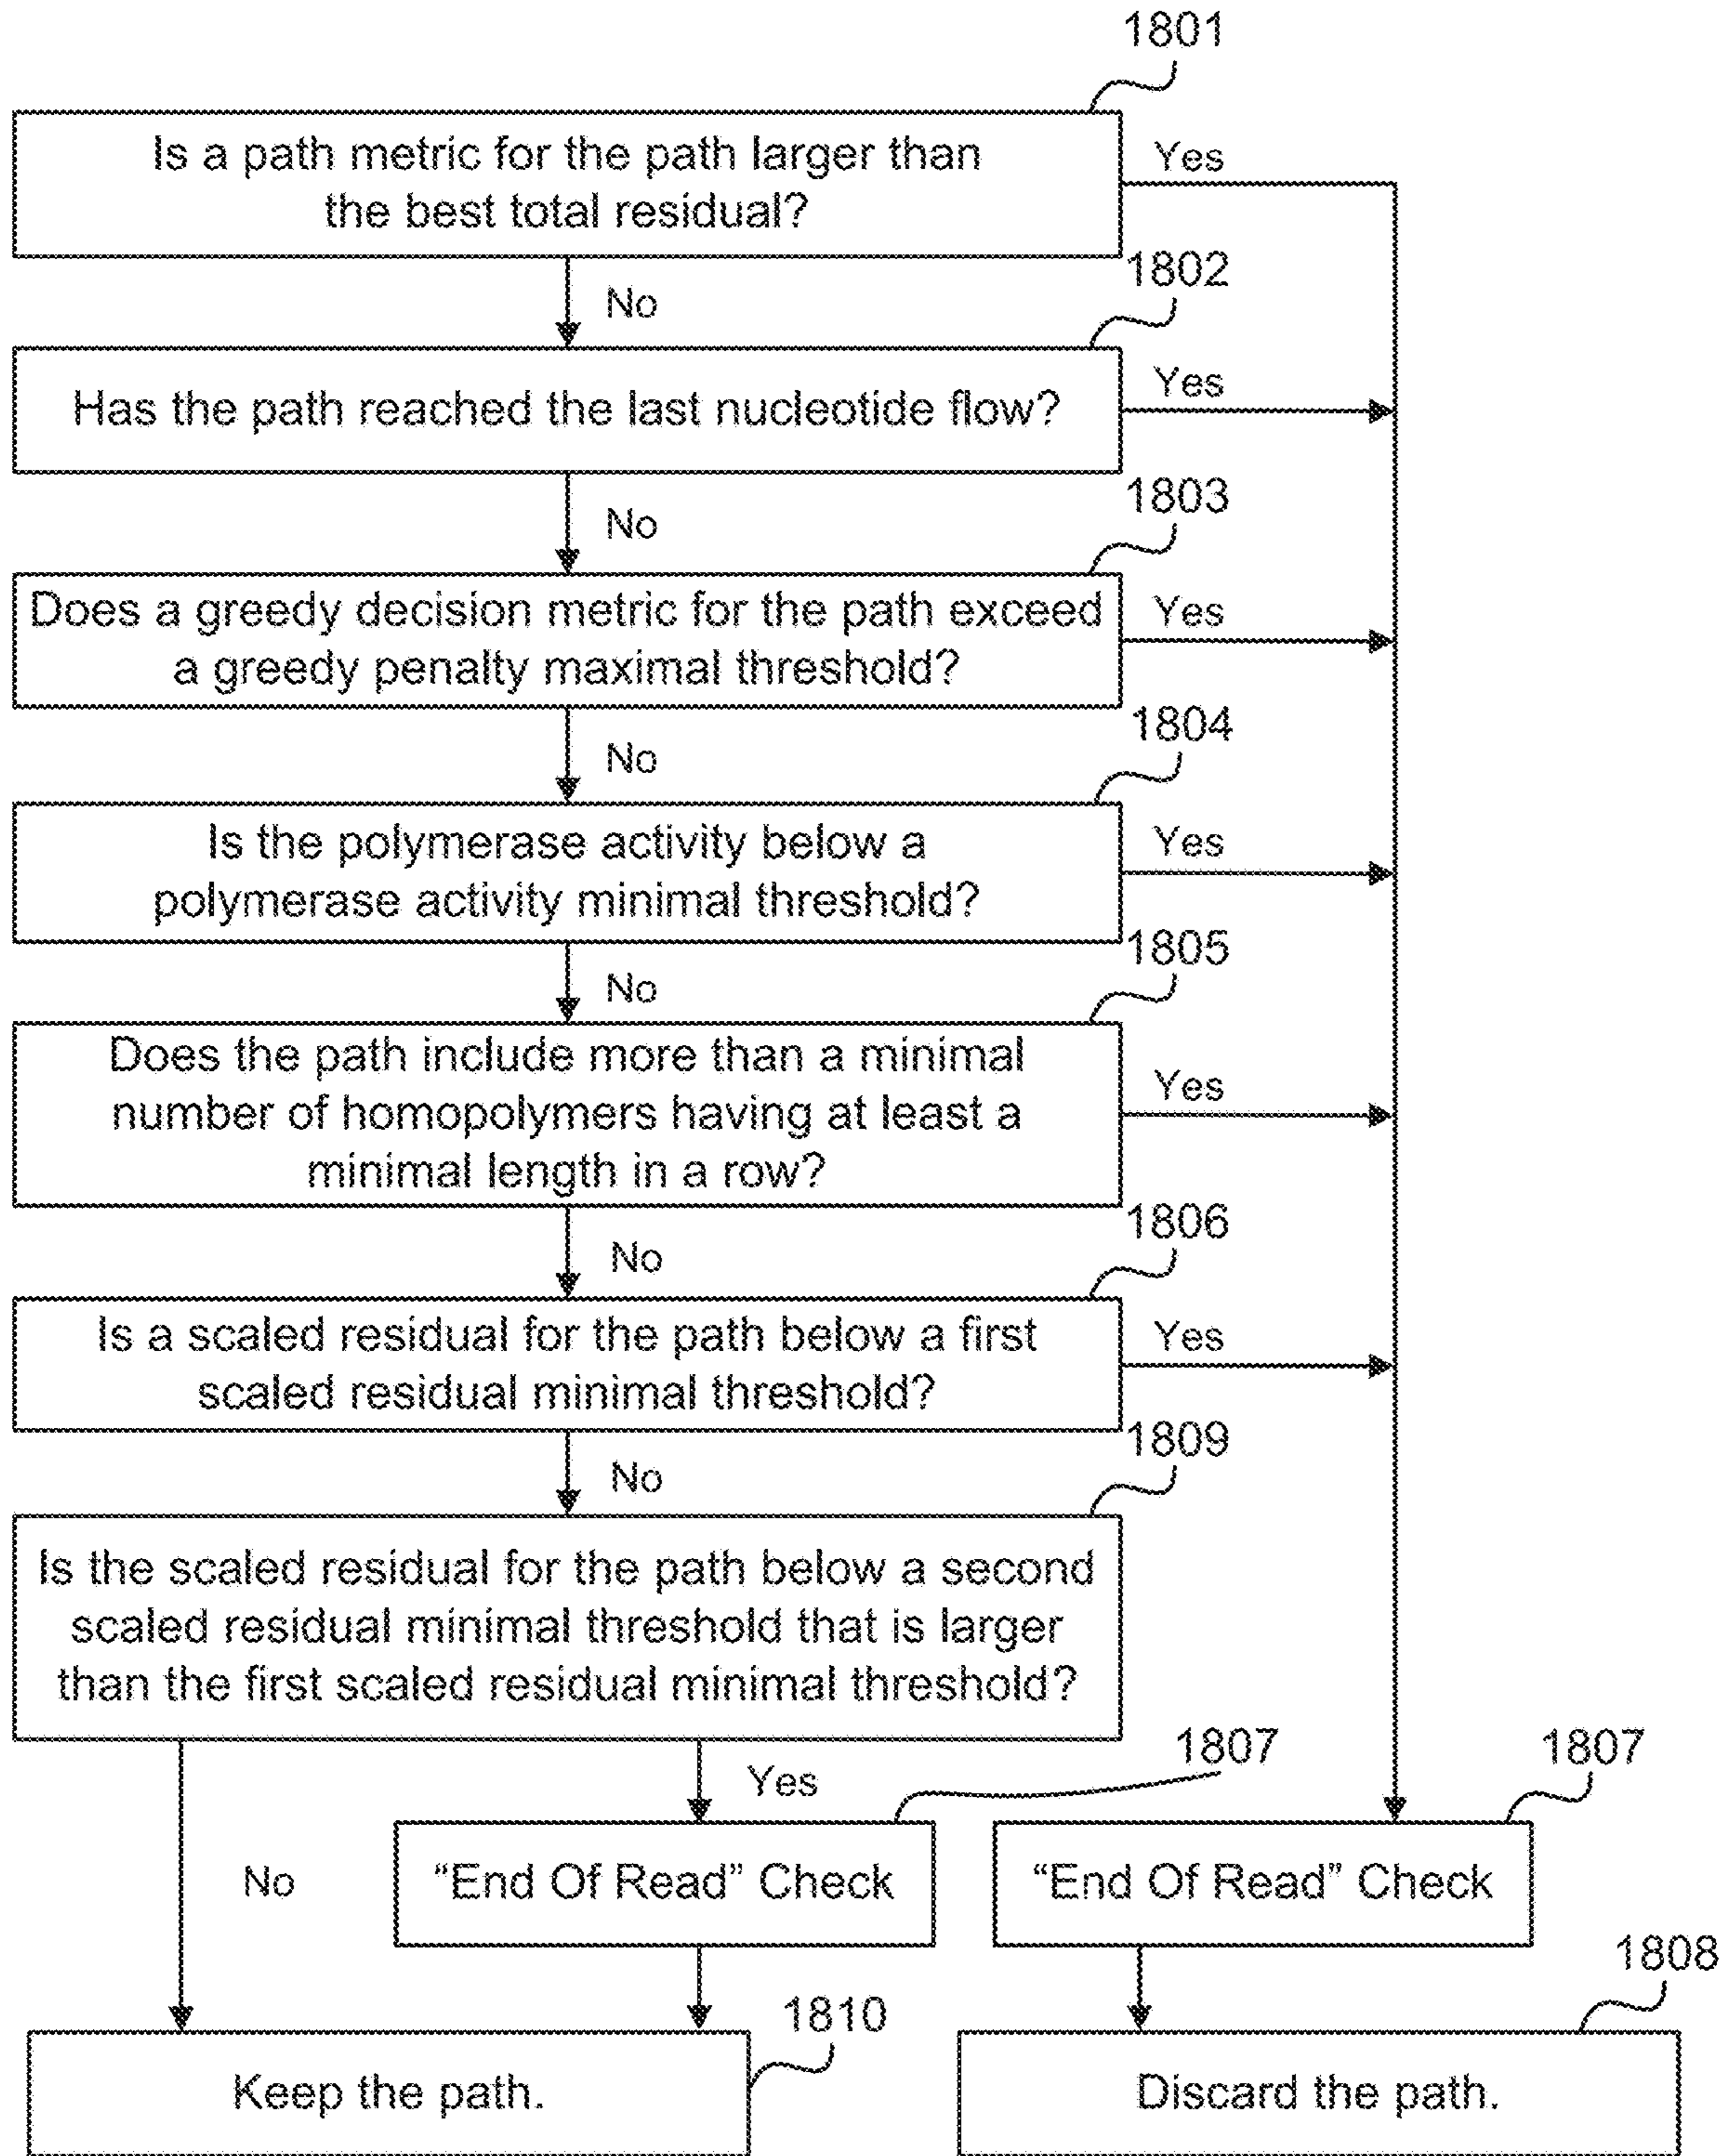 1801
Is a path metric for the path larger than
the best total residual?
Yes
No
1802
Has the path reached the last nucleotide flow?
Yes
No
1803
Does a greedy decision metric for the path exceed
a greedy penalty maximal threshold?
Yes
No
1804
Is the polymerase activity below a
polymerase activity minimal threshold?
Yes
No
1805
Does the path include more than a minimal
number of homopolymers having at least a
minimal length in a row?
Yes
No
1806
Is a scaled residual for the path below a first
scaled residual minimal threshold?
Yes
No
1809
Is the scaled residual for the path below a second
scaled residual minimal threshold that is larger
than the first scaled residual minimal threshold?
Yes
1807
1807
No
“End Of Read” Check
“End Of Read” Check
1810
1808
Keep the path.
Discard the path.